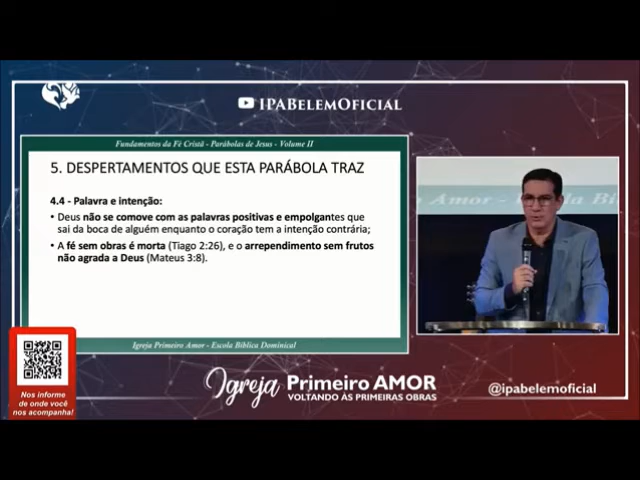 IPABelemOficial
Fundamentos da Fé Cristã - Parábolas de Jesus - Volume II
5. DESPERTAMENTOS QUE ESTA PARÁBOLA TRAZ
4.4 - Palavra e intenção:
• Deus não se comove com as palavras positivas e empolgantes que
sai da boca de alguém enquanto o coração tem a intenção contrária;
• A fé sem obras é morta (Tiago 2:26), e o arrependimento sem frutos
não agrada a Deus (Mateus 3:8).
Igreja Primeiro Amor - Escola Bíblica Dominical
Amor - Escola Bíb
Nos informe
de onde você
nos acompanha!
Igreja Primeiro AMOR
VOLTANDO ÀS PRIMEIRAS OBRAS
@ipabelemoficial